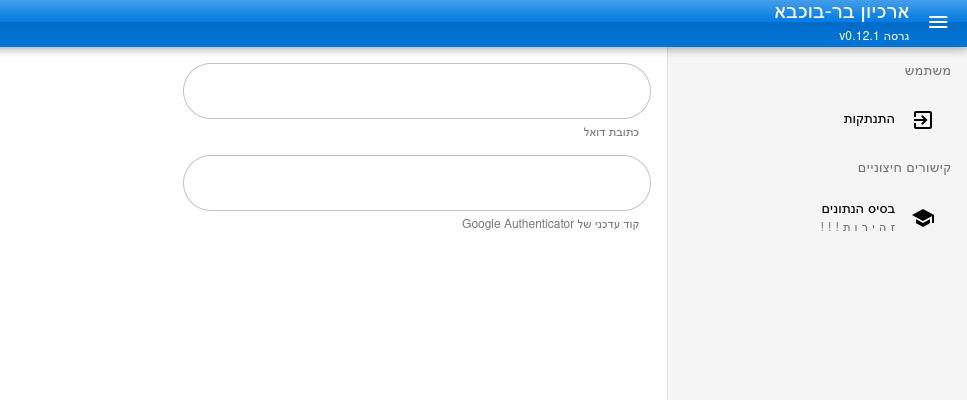 ארכיון בר-בוכבא
גרסה v0.12.1
משתמש
התנתקות
קישורים חיצוניים
בסיס הנתונים
ז ה י ר ו ת ! ! !
כתובת דואל
קוד עדכני של Google Authenticator